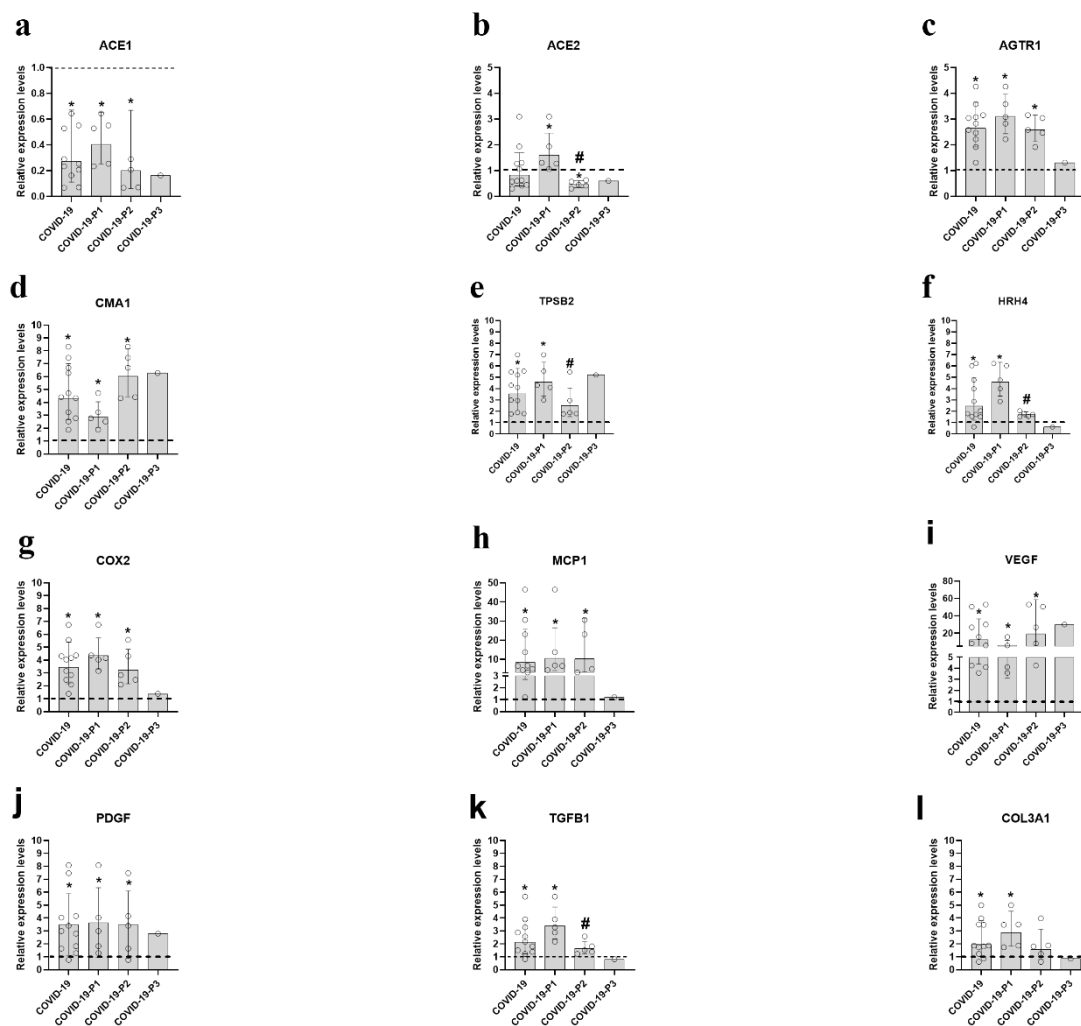 a
ACE1
Relative expression levels
1.0
0.8
0.6
0.4
0.2
0.0
* * *
COVID-19
COVID-19-P1
COVID-19-P2
COVID-19-P3
b
ACE2
Relative expression levels
5
4
3
2
1
0
*
#
*
COVID-19
COVID-19-P1
COVID-19-P2
COVID-19-P3
c
AGTR1
Relative expression levels
5
4
3
2
1
0
* * *
COVID-19
COVID-19-P1
COVID-19-P2
COVID-19-P3
d
CMA1
Relative expression levels
10
9
8
7
6
5
4
3
2
1
0
* * *
COVID-19
COVID-19-P1
COVID-19-P2
COVID-19-P3
e
TPSB2
Relative expression levels
10
9
8
7
6
5
4
3
2
1
0
* * #
COVID-19
COVID-19-P1
COVID-19-P2
COVID-19-P3
f
HRH4
Relative expression levels
10
9
8
7
6
5
4
3
2
1
0
* * #
COVID-19
COVID-19-P1
COVID-19-P2
COVID-19-P3
g
COX2
Relative expression levels
10
9
8
7
6
5
4
3
2
1
0
* * *
COVID-19
COVID-19-P1
COVID-19-P2
COVID-19-P3
h
MCP1
Relative expression levels
50
40
30
20
10
3
2
1
0
* * *
COVID-19
COVID-19-P1
COVID-19-P2
COVID-19-P3
i
VEGF
Relative expression levels
80
60
40
20
5
4
3
2
1
0
* * *
COVID-19
COVID-19-P1
COVID-19-P2
COVID-19-P3
j
PDGF
Relative expression levels
10
9
8
7
6
5
4
3
2
1
0
* * *
COVID-19
COVID-19-P1
COVID-19-P2
COVID-19-P3
k
TGFB1
Relative expression levels
10
9
8
7
6
5
4
3
2
1
0
* * #
COVID-19
COVID-19-P1
COVID-19-P2
COVID-19-P3
l
COL3A1
Relative expression levels
10
9
8
7
6
5
4
3
2
1
0
* *
COVID-19
COVID-19-P1
COVID-19-P2
COVID-19-P3